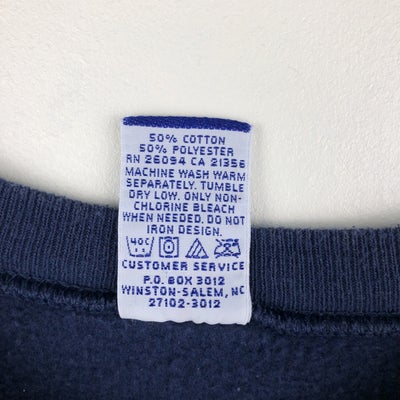 50% COTTON
50% POLYESTER
RN 26094 CA 21356
MACHINE WASH WARM
SEPARATELY. TUMBLE
DRY LOW. ONLY NON-
CHLORINE BLEACH
WHEN NEEDED. DO NOT
IRON DESIGN.
40C
CUSTOMER SERVICE
P.O. BOX 3012
WINSTON-SALEM, NC
27102-3012